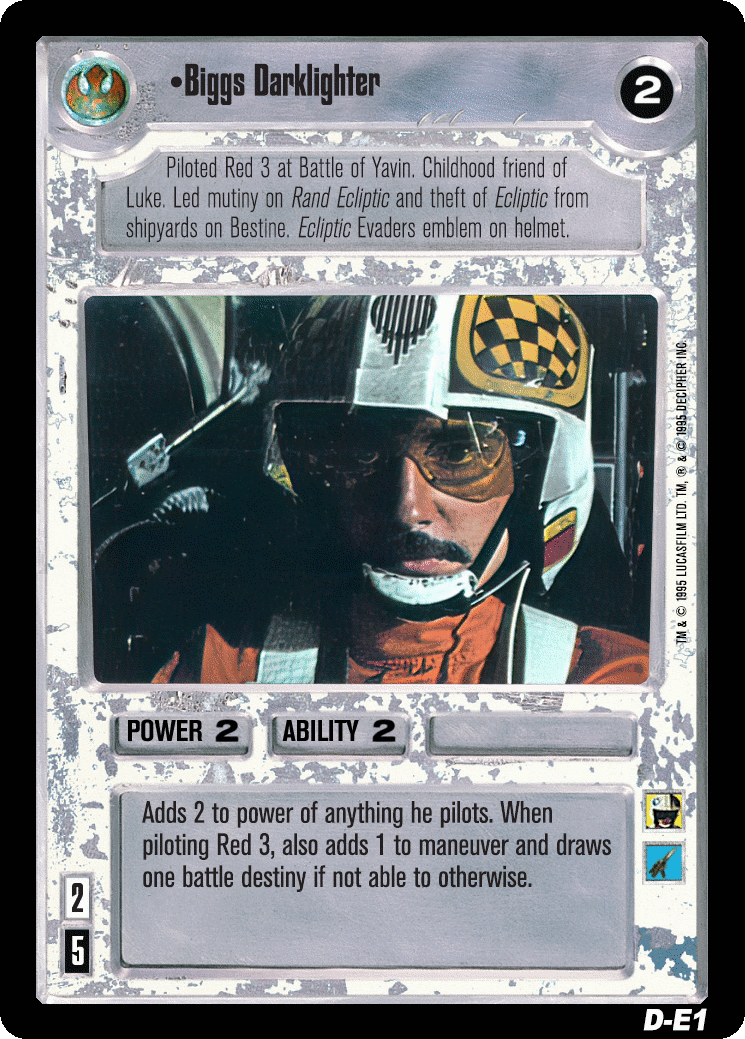 •Biggs Darklighter
2
Piloted Red 3 at Battle of Yavin. Childhood friend of
Luke. Led mutiny on Rand Ecliptic and theft of Ecliptic from
shipyards on Bestine. Ecliptic Evaders emblem on helmet.
TM & © 1995 LUCASFILM LTD. TM, ® & © 1995 DECIPHER INC.
POWER 2
ABILITY 2
Adds 2 to power of anything he pilots. When
piloting Red 3, also adds 1 to maneuver and draws
one battle destiny if not able to otherwise.
2
5
D-E1